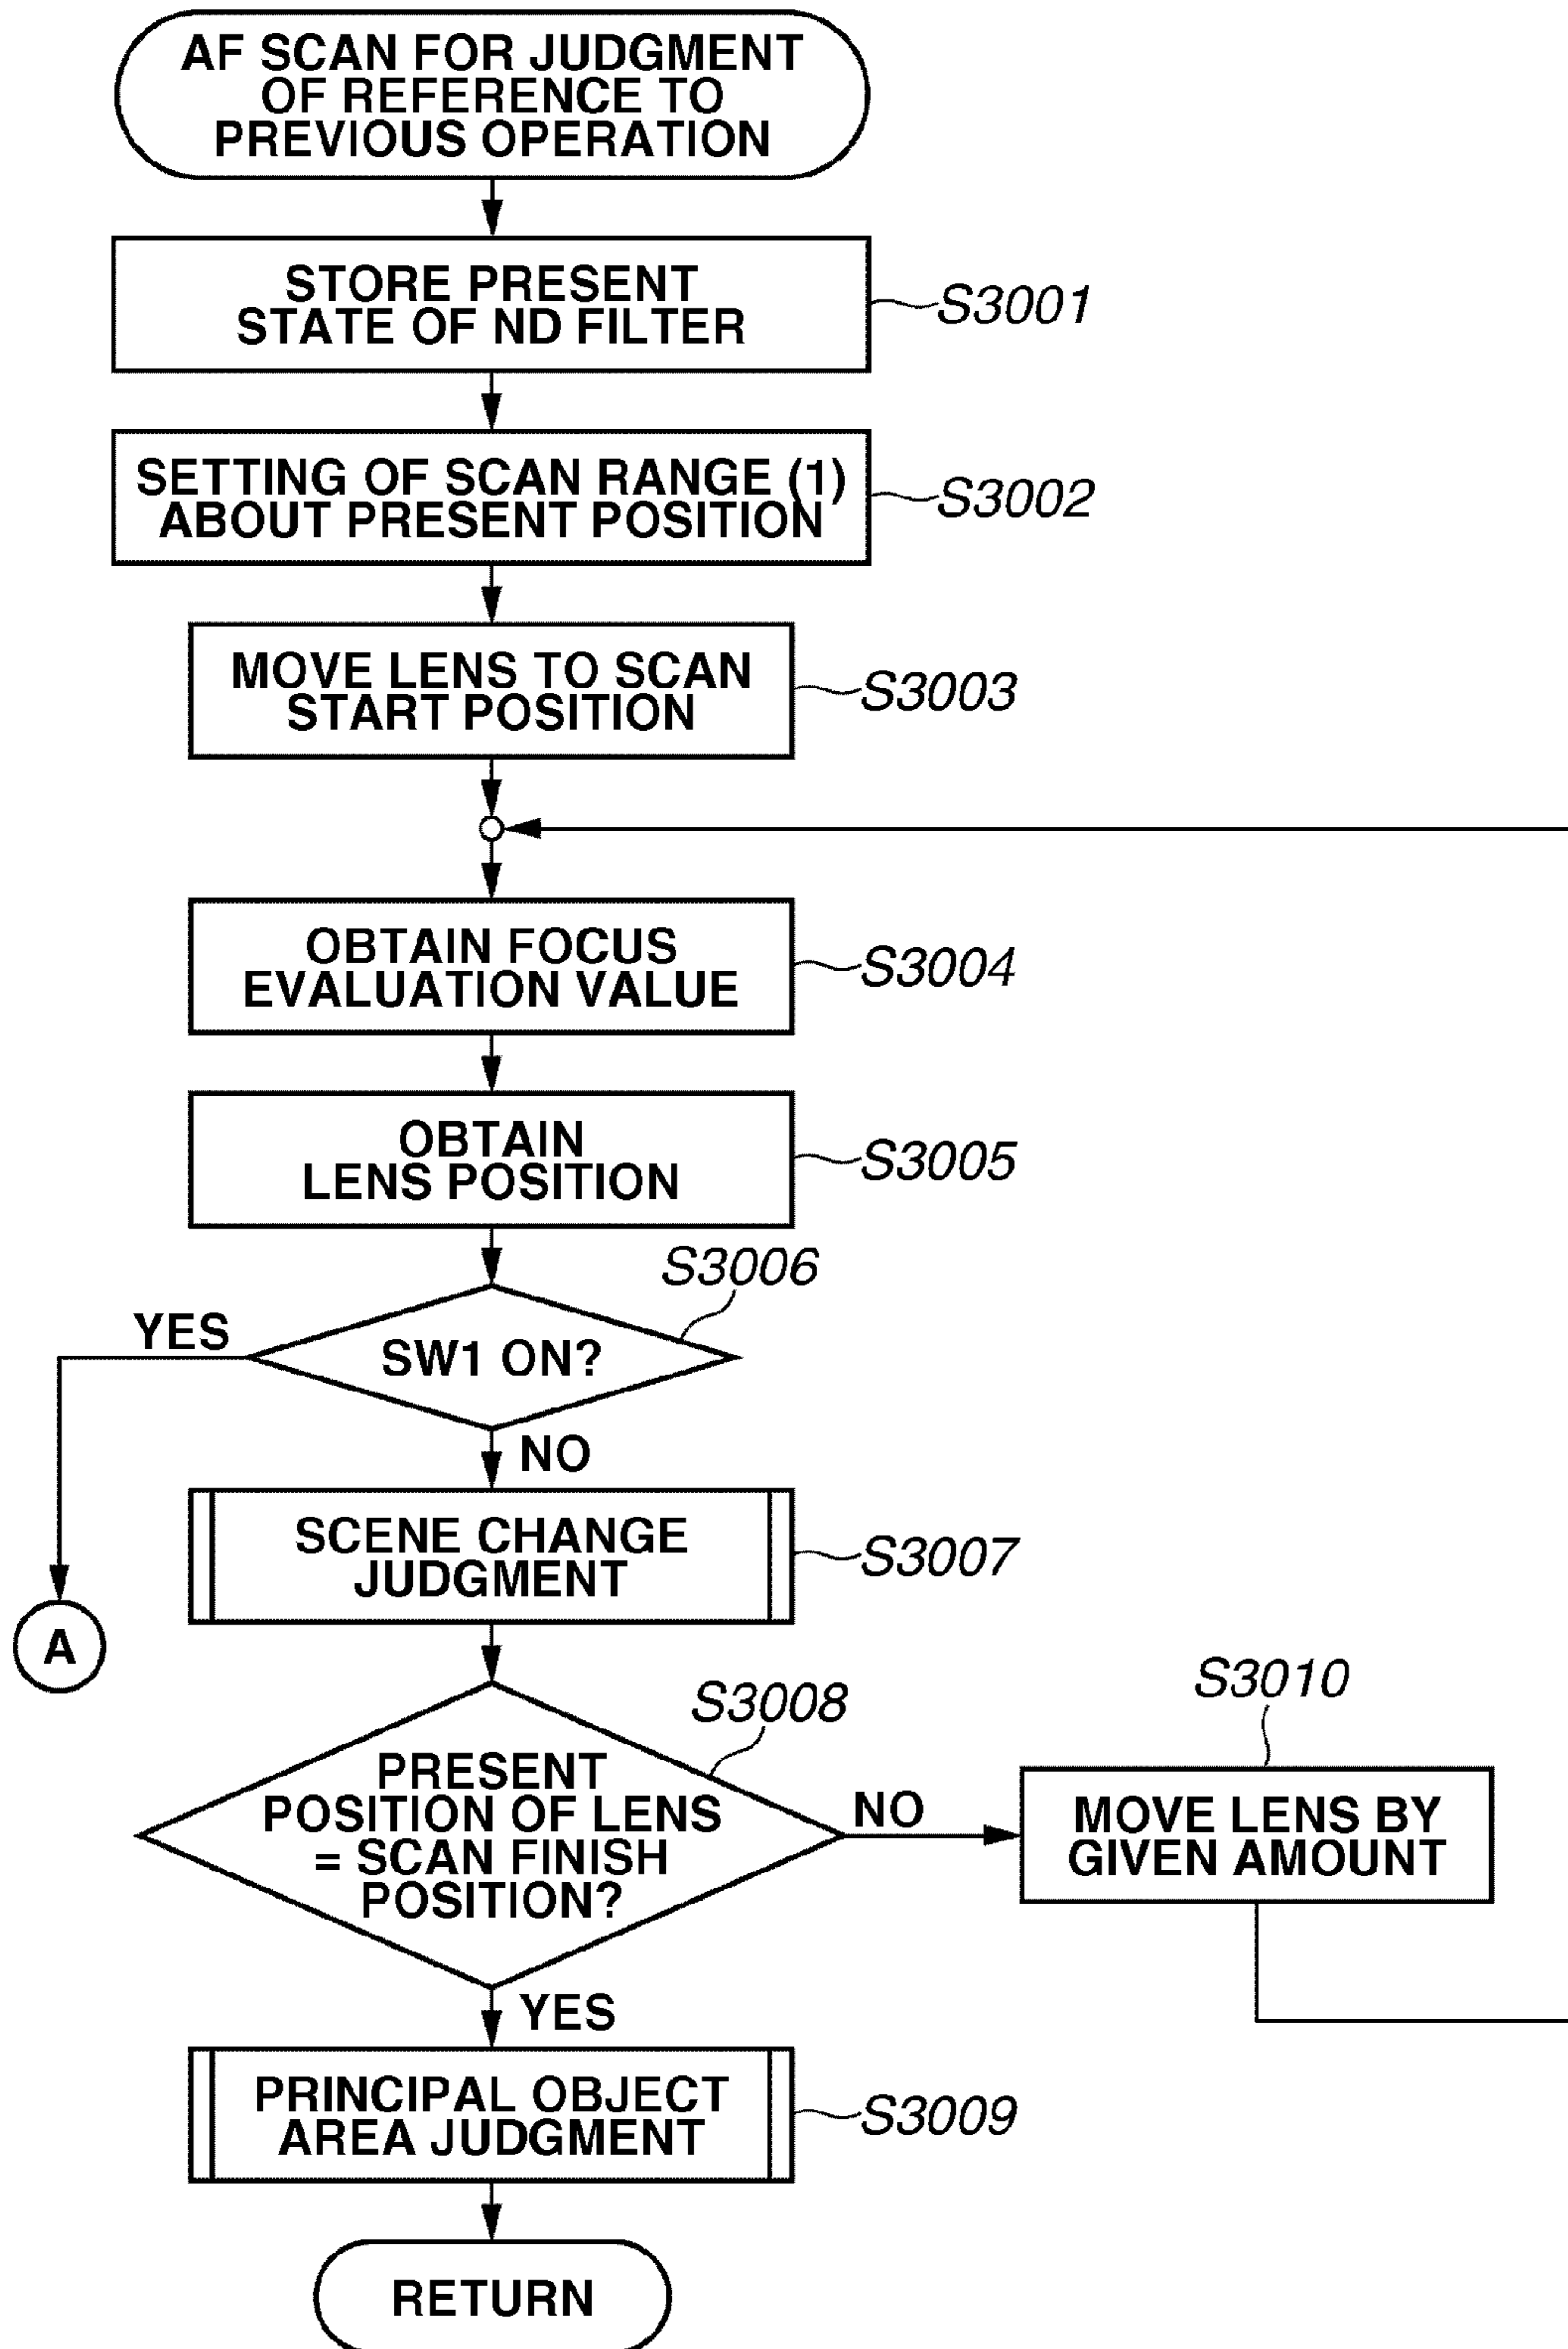 AF SCAN FOR JUDGMENT
OF REFERENCE TO
PREVIOUS OPERATION
STORE PRESENT
STATE OF ND FILTER
S3001
SETTING OF SCAN RANGE (1)
ABOUT PRESENT POSITION
S3002
MOVE LENS TO SCAN
START POSITION
S3003
OBTAIN FOCUS
EVALUATION VALUE
S3004
OBTAIN
LENS POSITION
S3005
S3006
YES
SW1 ON?
NO
SCENE CHANGE
JUDGMENT
S3007
A
S3008
PRESENT
POSITION OF LENS
= SCAN FINISH
POSITION?
NO
S3010
MOVE LENS BY
GIVEN AMOUNT
YES
PRINCIPAL OBJECT
AREA JUDGMENT
S3009
RETURN